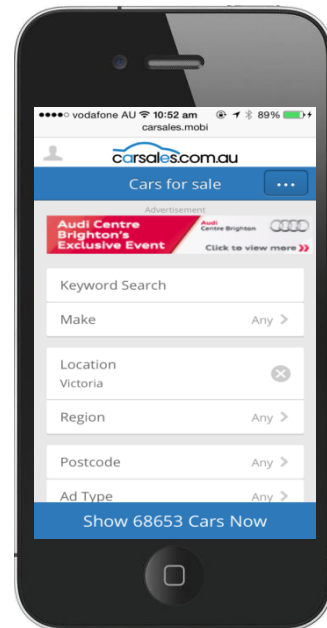 vodafone AU 10:52 am 89%
carsales.mobi
carsales.com.au
Cars for sale ...
Advertisement
Audi Centre
Brighton's
Exclusive Event
Audi
Centre Brighton
Click to view more
Keyword Search
Make Any
Location
Victoria
Region Any
Postcode Any
Ad Type Any
Show 68653 Cars Now